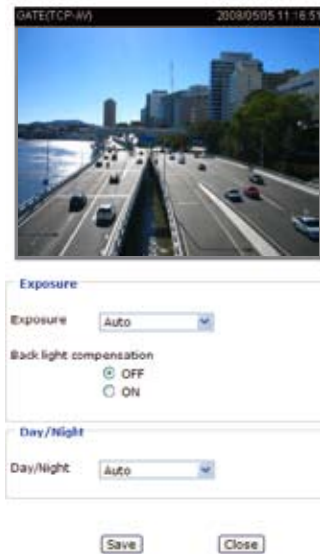 GATE(TCP-AV) 2008/05/05 11:16:51
Exposure
Exposure Auto
Back light compensation
OFF
ON
Day/Night
Day/Night Auto
Save Close